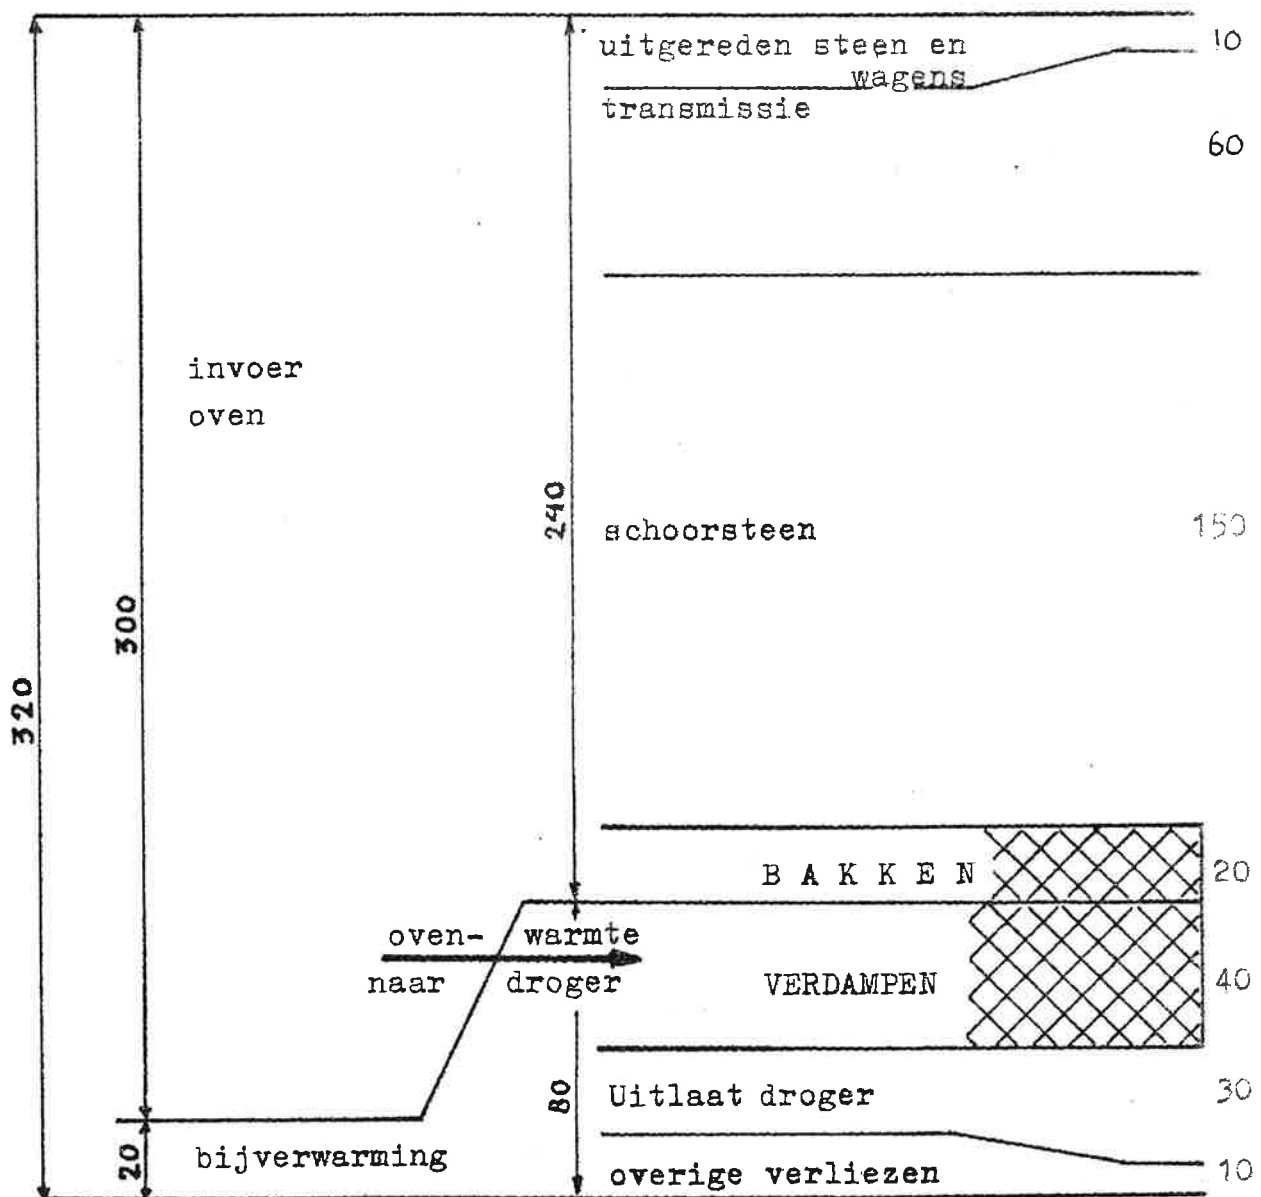 uitgereden steen en
wagens
10
transmissie
60
invoer
oven
240
schoorsteen
150
300
320
BAKKEN
20
oven- warmte
naar droger
VERDAMPEN
40
80
Uitlaat droger
30
20
bijverwarming
overige verliezen
10